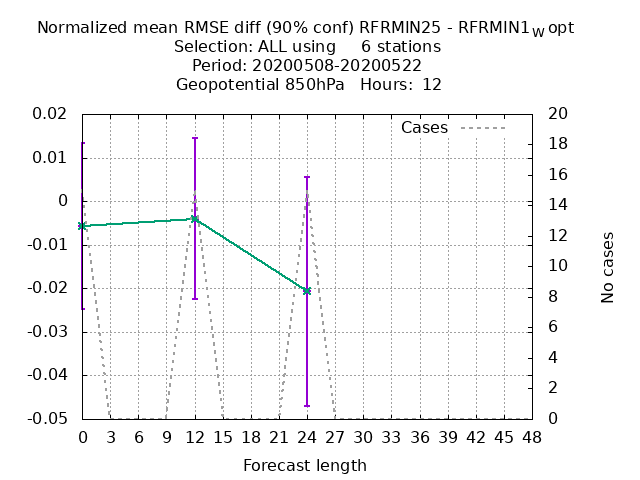 Normalized mean RMSE diff (90% conf) RFRMIN25 - RFRMIN1w opt
Selection: ALL using 6 stations
Period: 20200508-20200522
Geopotential 850hPa Hours: 12
Cases
0.02
0.01
0
-0.01
-0.02
-0.03
-0.04
-0.05
20
18
16
14
12
10
8
6
4
2
0
No cases
0 3 6 9 12 15 18 21 24 27 30 33 36 39 42 45 48
Forecast length